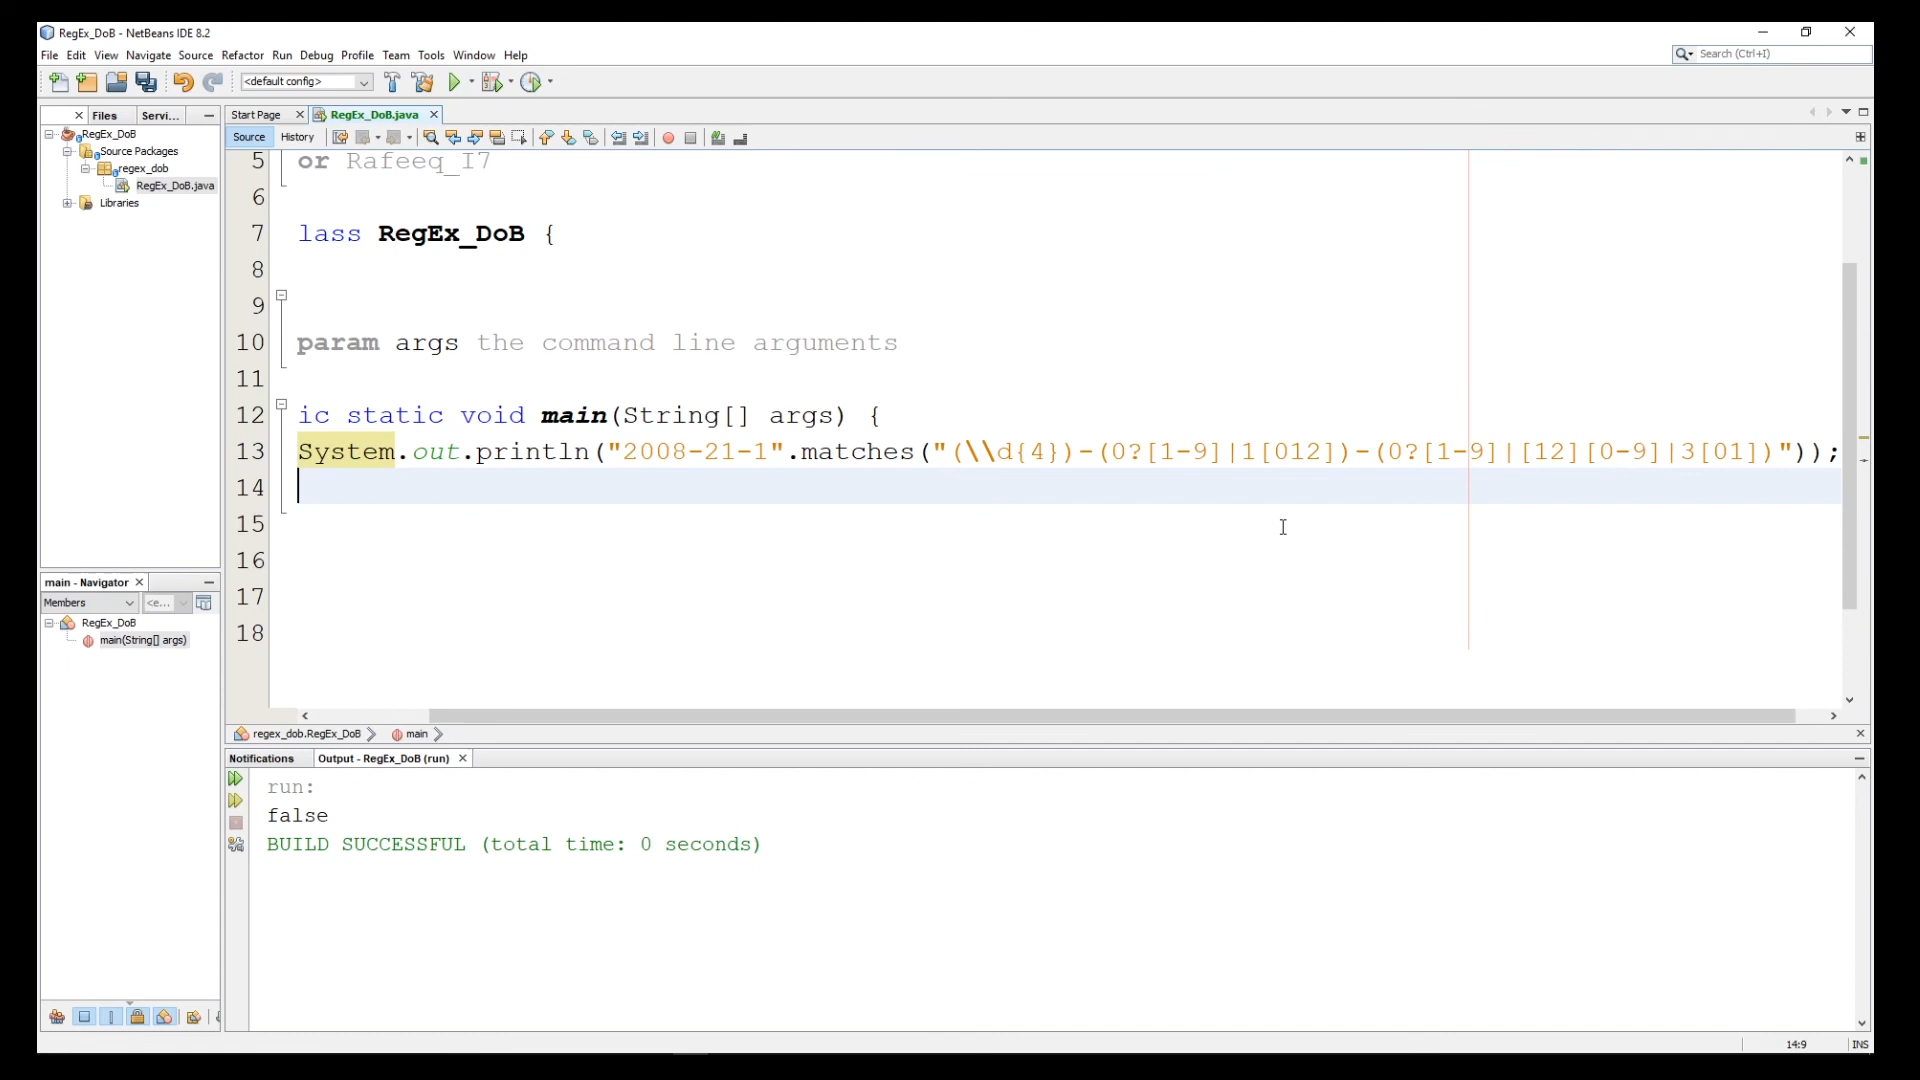 RegEx_DoB - NetBeans IDE 8.2
File Edit View Navigate Source Refactor Run Debug Profile Team Tools Window Help
Search (Ctrl+I)
<default config>
Files Servi...
Start Page RegEx_DoB.java
Source History
RegEx_DoB
Source Packages
regex_dob
RegEx_DoB.java
Libraries
5 or Rafeeq_I7
6
7 lass RegEx_DoB {
8
9
10 param args the command line arguments
11
12 ic static void main(String[] args) {
13 System.out.println("2008-21-1".matches("(\\d{4})-(0?[1-9]|1[012])-(0?[1-9]|[12][0-9]|3[01])"));
14
15
16
17
18
main - Navigator
Members <e...
RegEx_DoB
main(String[] args)
regex_dob.RegEx_DoB main
Notifications Output - RegEx_DoB (run)
run:
false
BUILD SUCCESSFUL (total time: 0 seconds)
14:9 INS